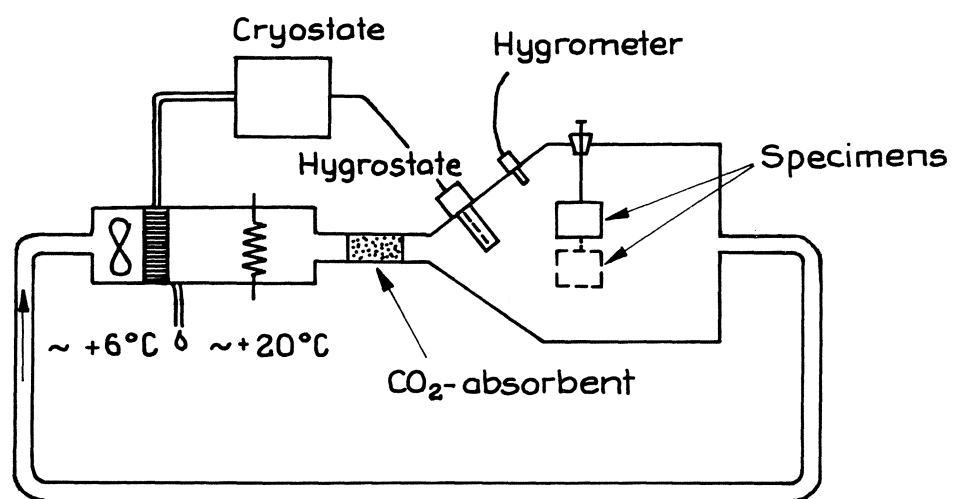 Cryostate
Hygrometer
Hygrostate
Specimens
~ +6°C ~+20°C
CO₂-absorbent